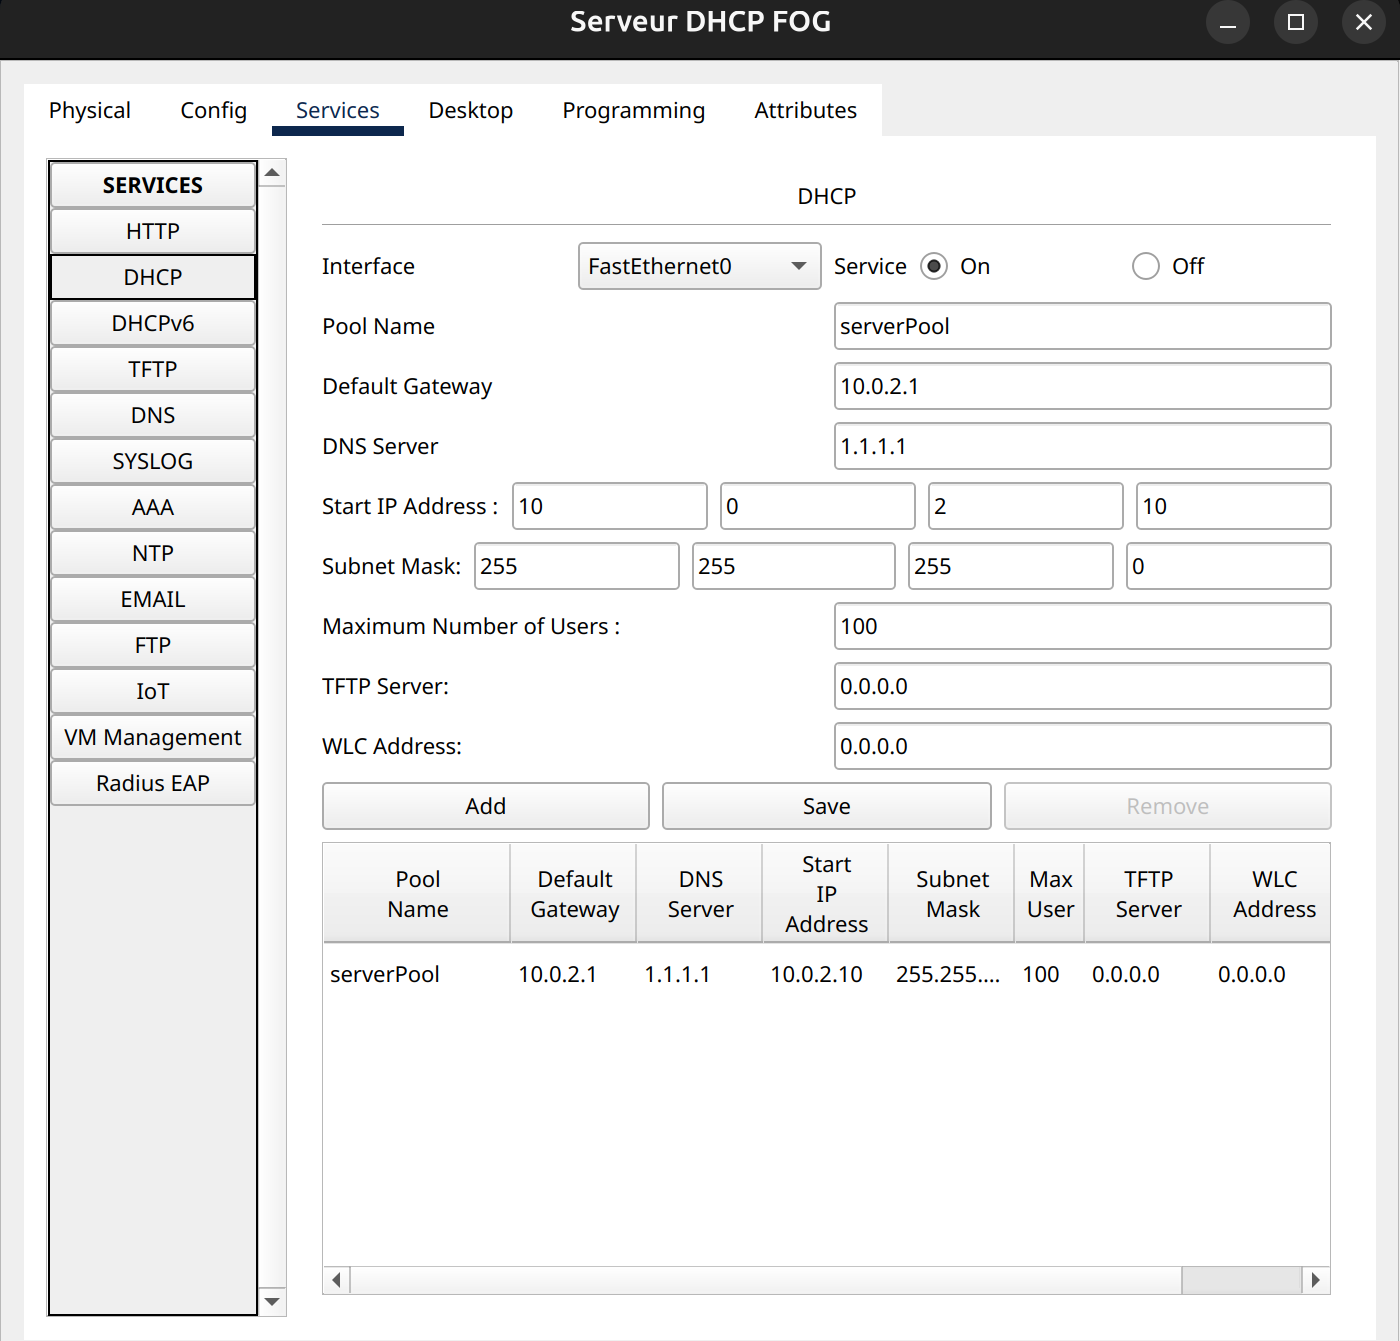 Serveur DHCP FOG
Physical Config Services Desktop Programming Attributes
SERVICES
HTTP
DHCP
DHCPv6
TFTP
DNS
SYSLOG
AAA
NTP
EMAIL
FTP
IoT
VM Management
Radius EAP
DHCP
Interface FastEthernet0 Service On Off
Pool Name serverPool
Default Gateway 10.0.2.1
DNS Server 1.1.1.1
Start IP Address : 10 0 2 10
Subnet Mask: 255 255 255 0
Maximum Number of Users : 100
TFTP Server: 0.0.0.0
WLC Address: 0.0.0.0
Add Save Remove
Pool Name Default Gateway DNS Server Start IP Address Subnet Mask Max User TFTP Server WLC Address
serverPool 10.0.2.1 1.1.1.1 10.0.2.10 255.255.... 100 0.0.0.0 0.0.0.0